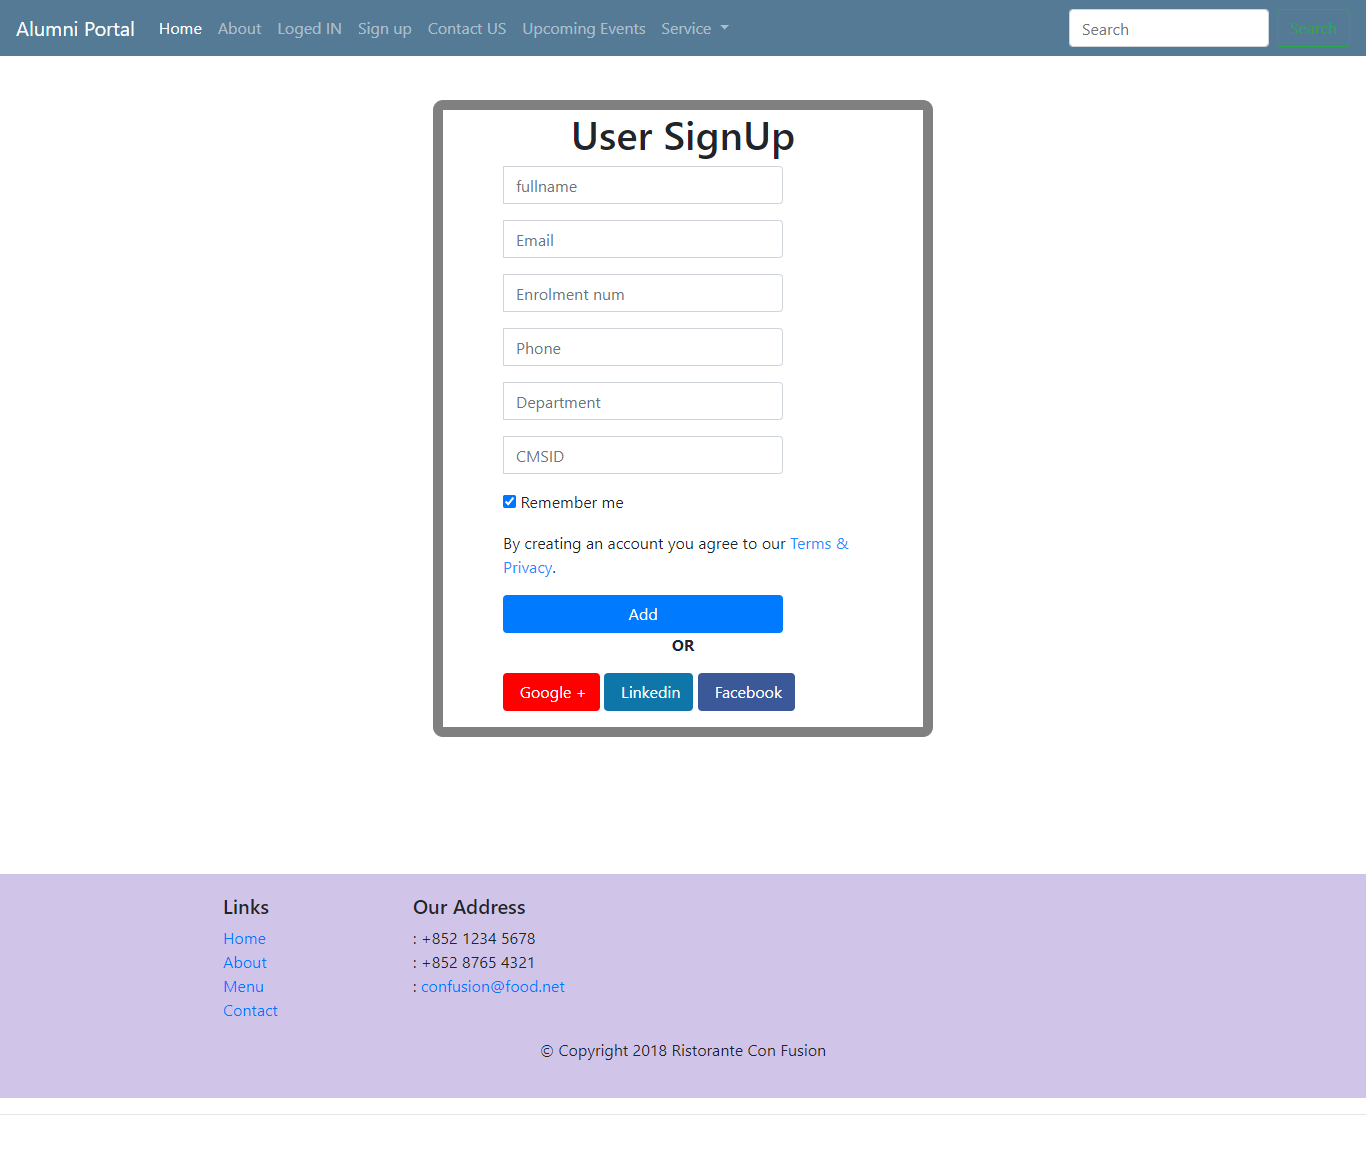 Alumni Portal Home About Loged IN Sign up Contact US Upcoming Events Service Search Search
User SignUp
fullname
Email
Enrolment num
Phone
Department
CMSID
Remember me
By creating an account you agree to our Terms &
Privacy.
Add
OR
Google + Linkedin Facebook
Links
Home
About
Menu
Contact
Our Address
: +852 1234 5678
: +852 8765 4321
: confusion@food.net
© Copyright 2018 Ristorante Con Fusion